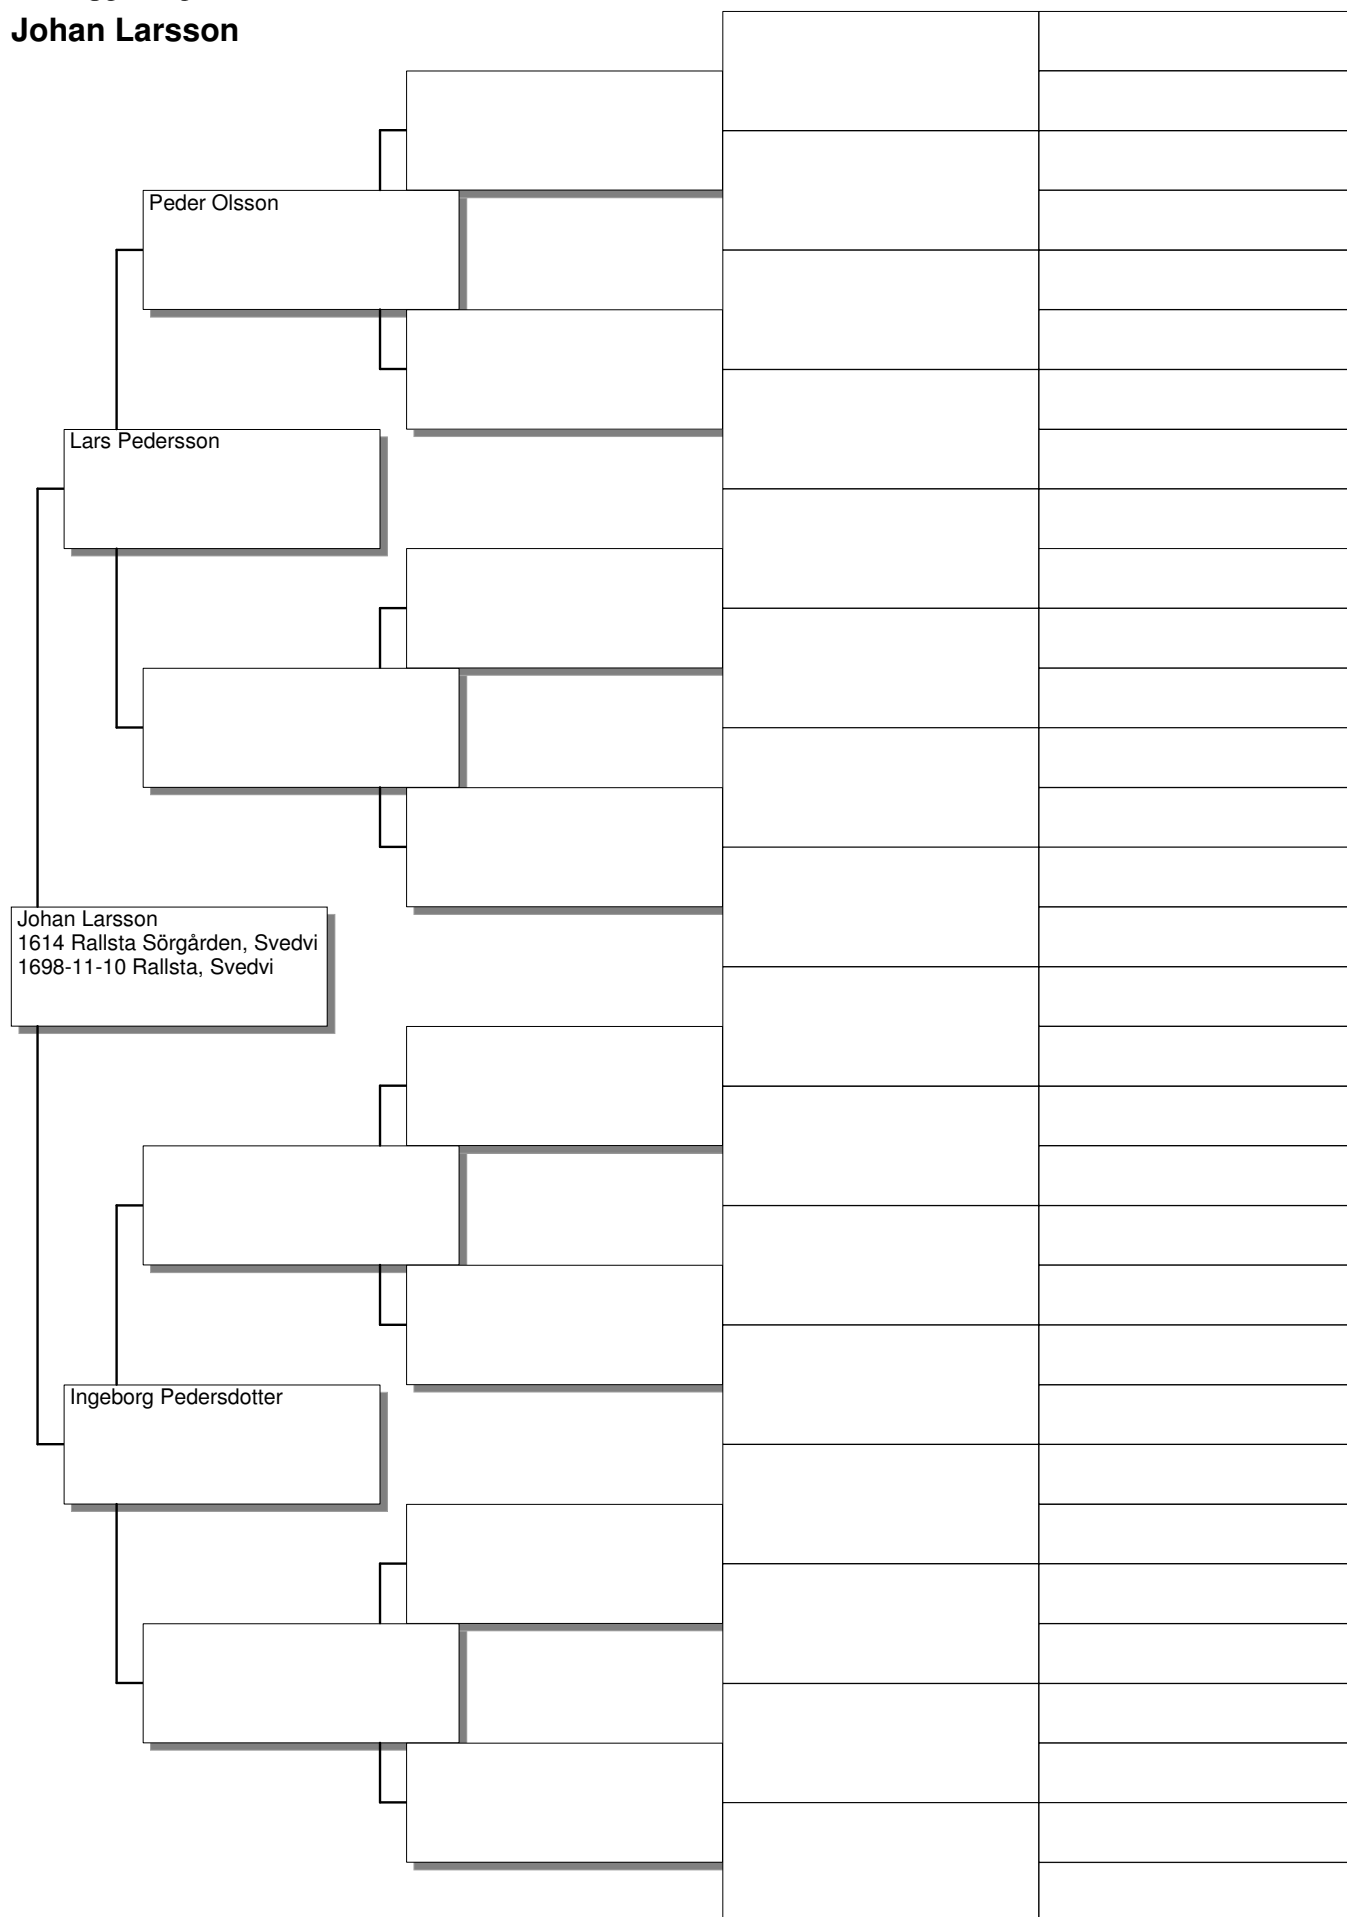 Johan Larsson
Peder Olsson
Lars Pedersson
Johan Larsson
1614 Rallsta Sörgården, Svedvi
1698-11-10 Rallsta, Svedvi
Ingeborg Pedersdotter